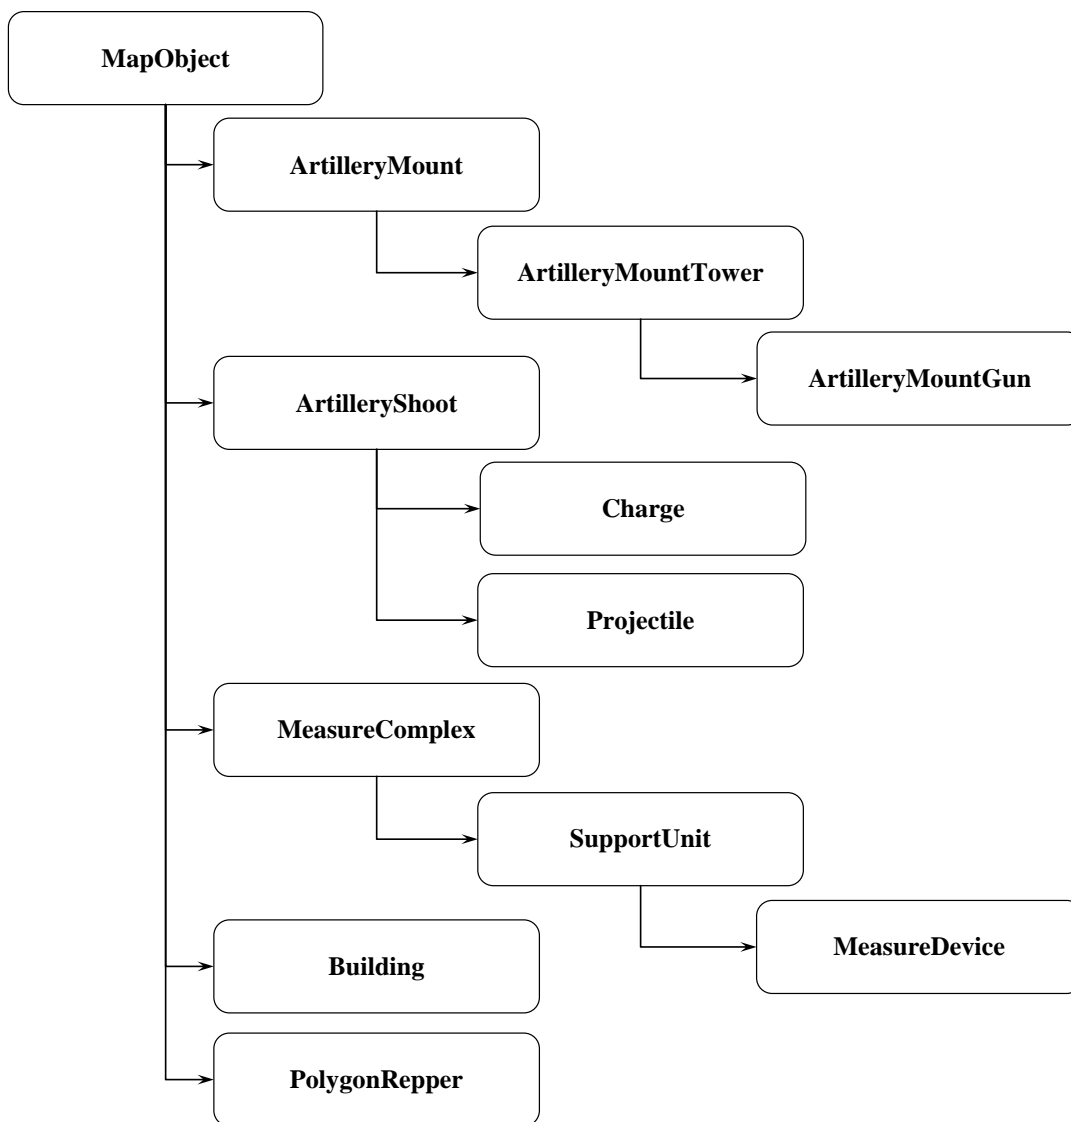 MapObject
ArtilleryMount
ArtilleryMountTower
ArtilleryMountGun
ArtilleryShoot
Charge
Projectile
MeasureComplex
SupportUnit
MeasureDevice
Building
PolygonRepper